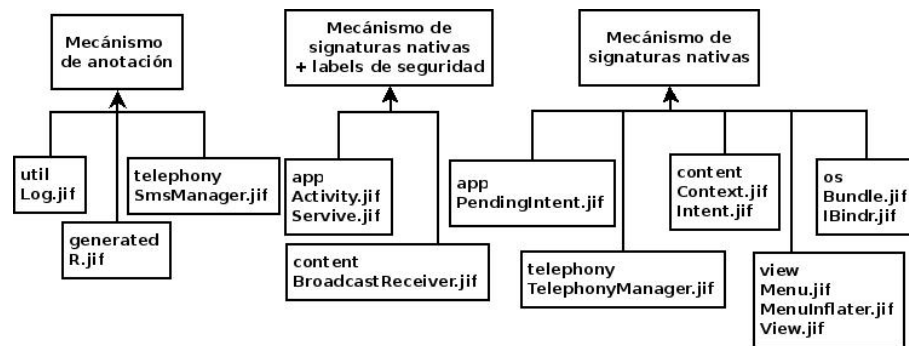 Mecánismo
de anotación
Mecánismo de
signaturas nativas
+ labels de seguridad
Mecánismo de
signaturas nativas
util
Log.jif
telephony
SmsManager.jif
generated
R.jif
app
Activity.jif
Servive.jif
content
BroadcastReceiver.jif
app
PendingIntent.jif
content
Context.jif
Intent.jif
os
Bundle.jif
IBindr.jif
telephony
TelephonyManager.jif
view
Menu.jif
MenuInflater.jif
View.jif